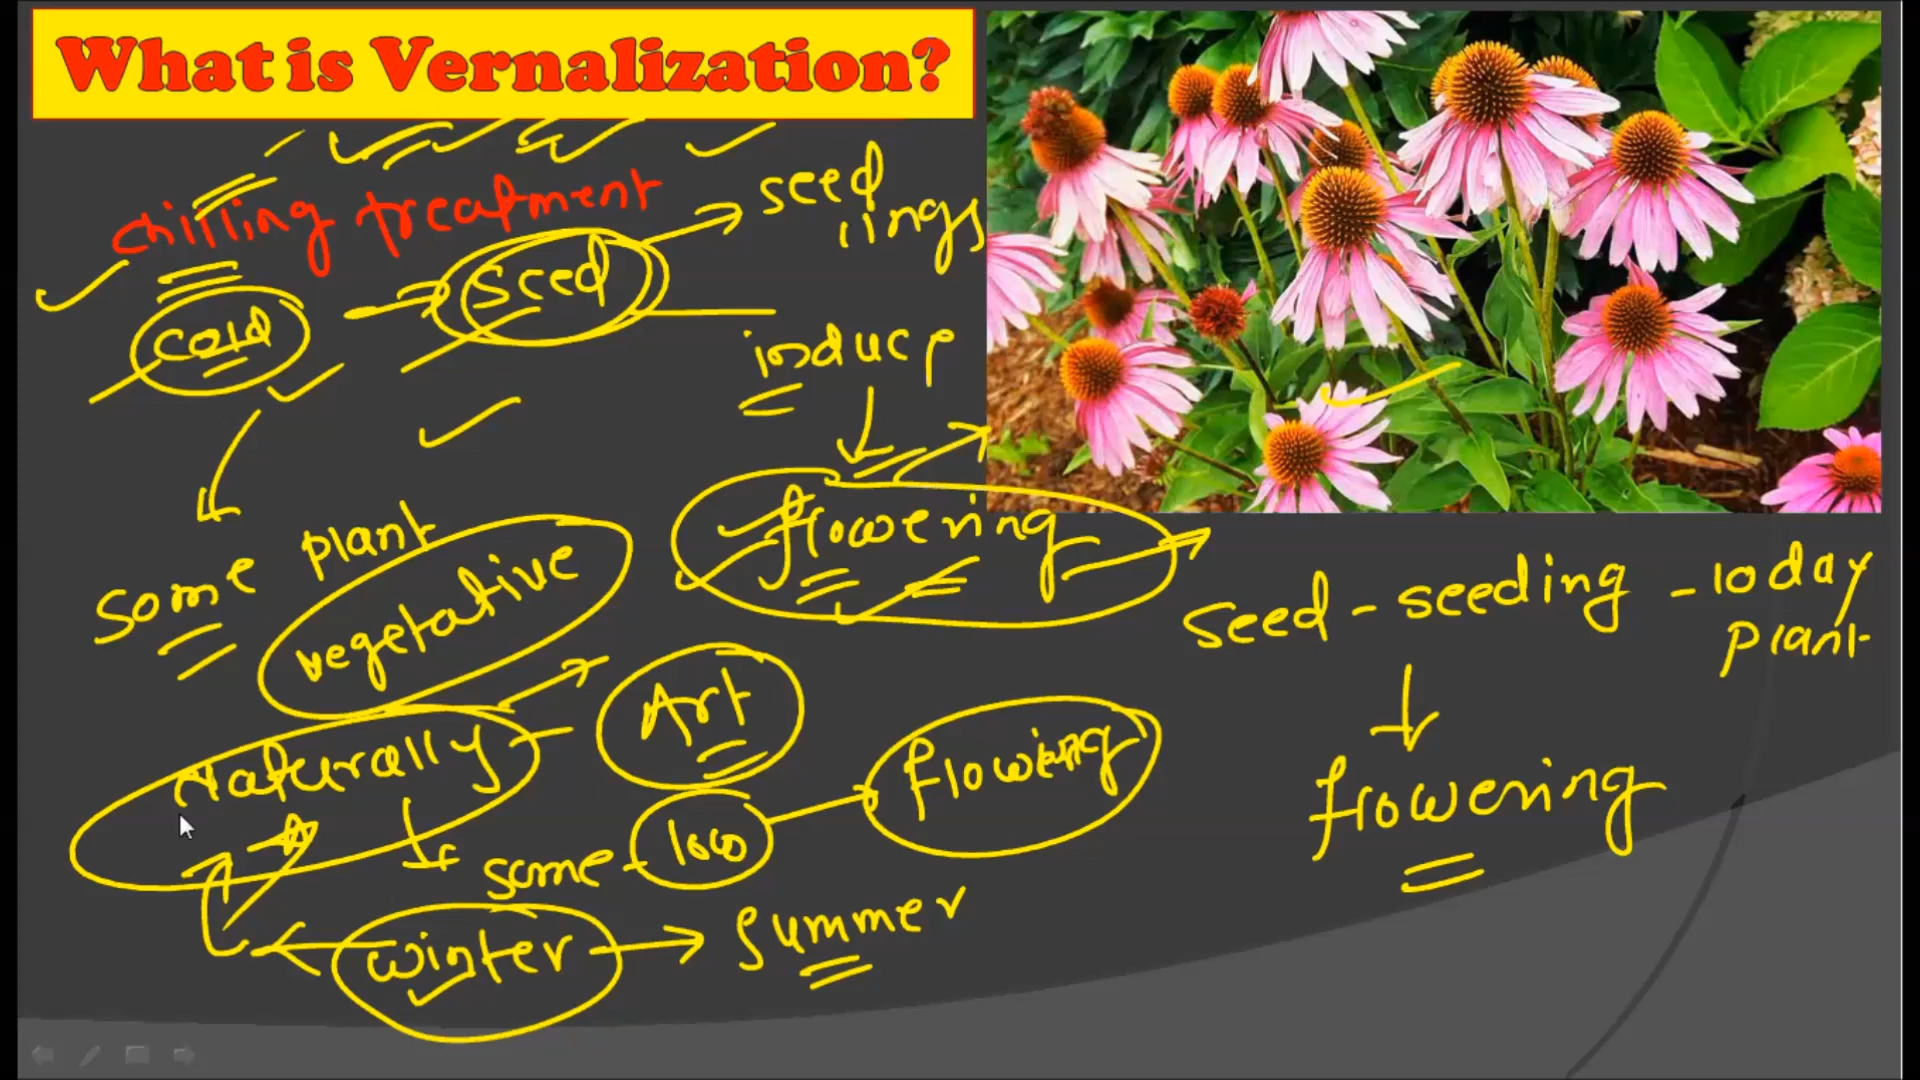 What is Vernalization?
chilling treatment
seed
lings
cold
seed
induce
some plant
vegetative
flowering
seed - seeding - 10 day
plant
Naturally
Art
some - low
flowering
flowering
winter
summer